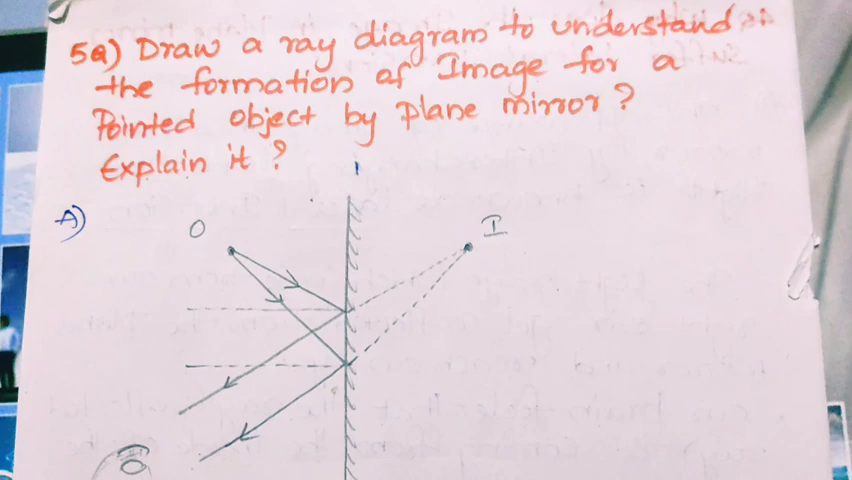 5a) Draw a ray diagram to understand
the formation of Image for a
Pointed object by plane mirror?
Explain it?
A)
O
I